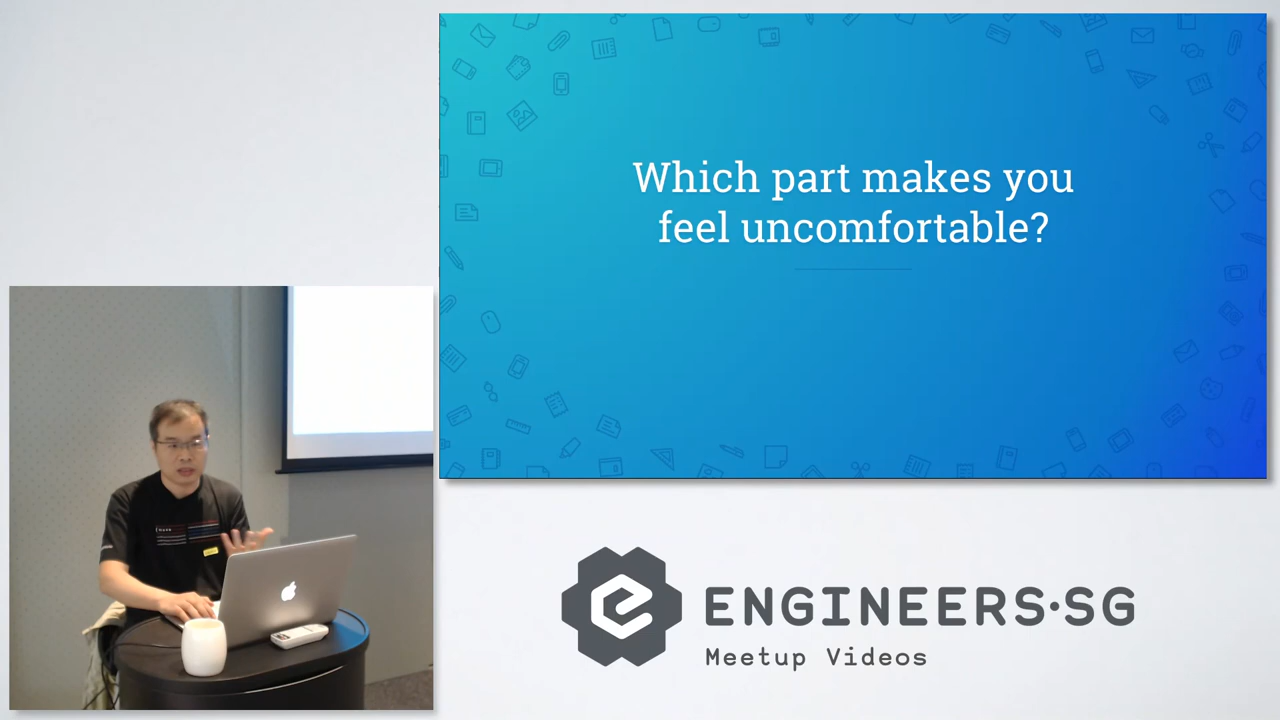 Which part makes you
feel uncomfortable?
ENGINEERS·SG
Meetup Videos